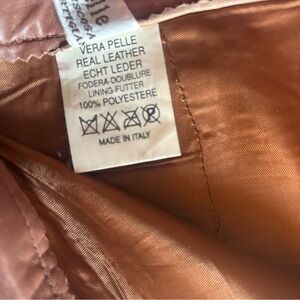 VERA PELLE
REAL LEATHER
ECHT LEDER
FODERA-DOUBLURE
LINING-FUTTER
100% POLYESTERE
P
MADE IN ITALY